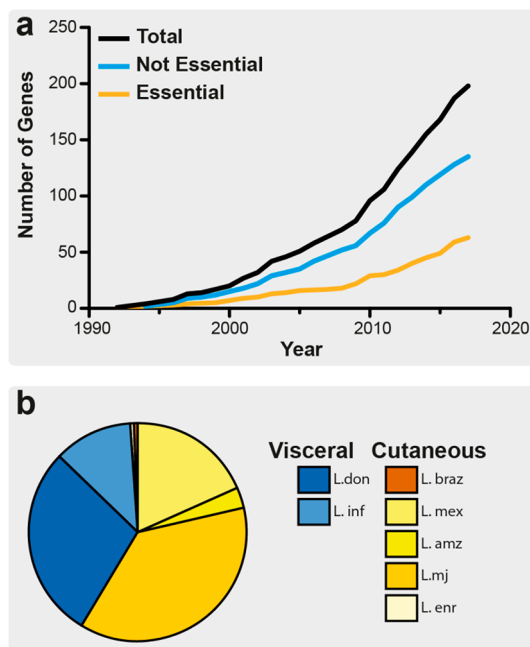 a
250
200
150
100
50
0
Number of Genes
Total
Not Essential
Essential
1990
2000
2010
2020
Year
b
Visceral
L.don
L. inf
Cutaneous
L. braz
L. mex
L. amz
L.mj
L. enr